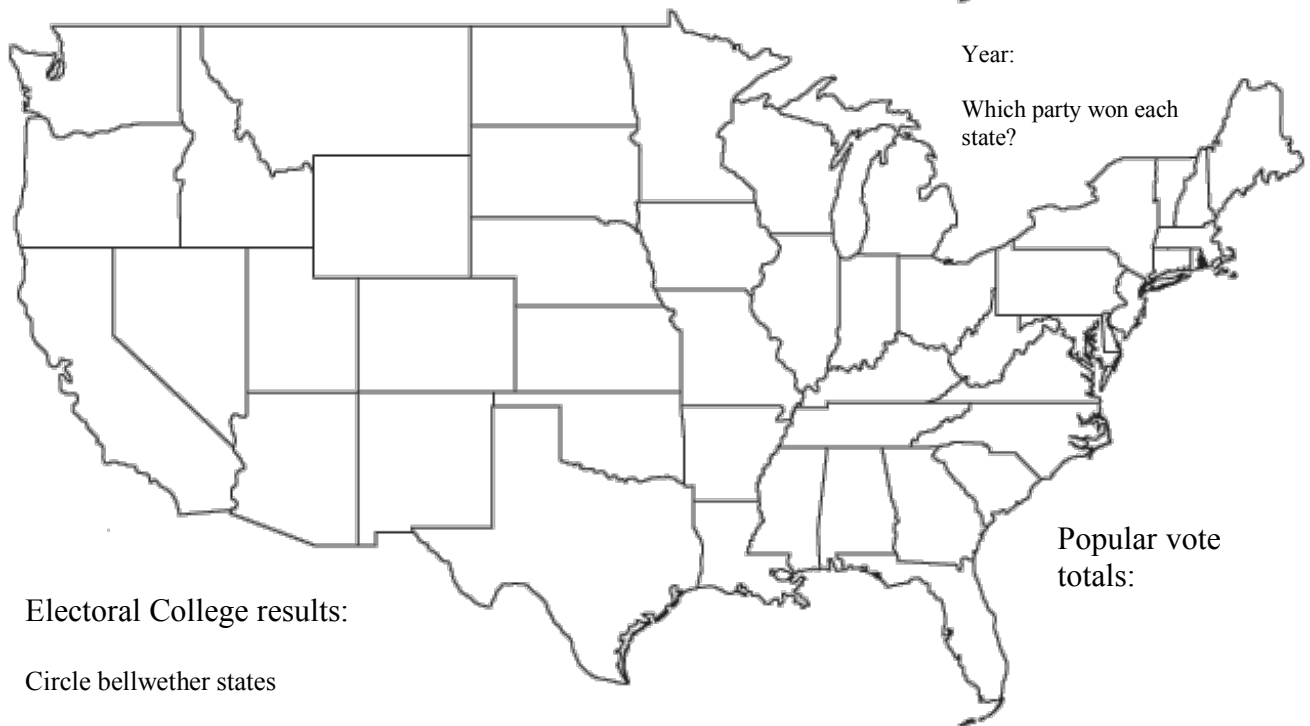 Year:
Which party won each
state?
Popular vote
totals:
Electoral College results:
Circle bellwether states